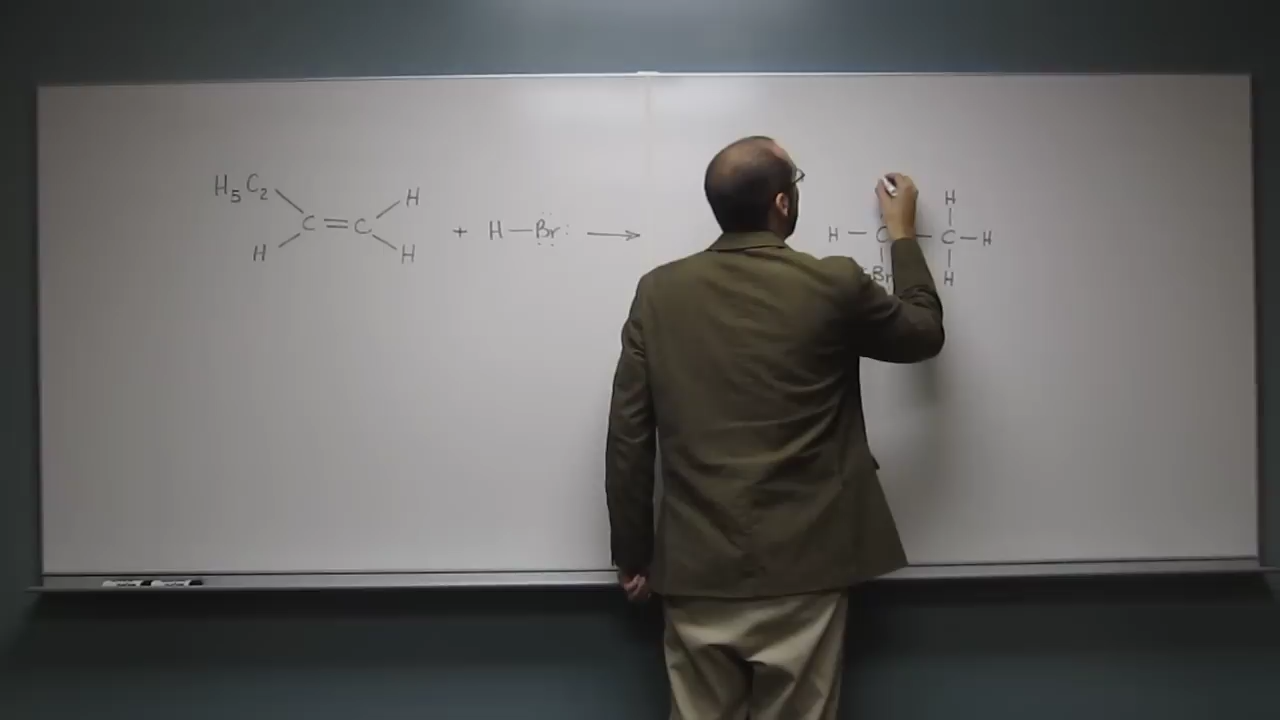 H₅C₂ H H
C=C + H—Br: → H—C—C—H
H H Br H